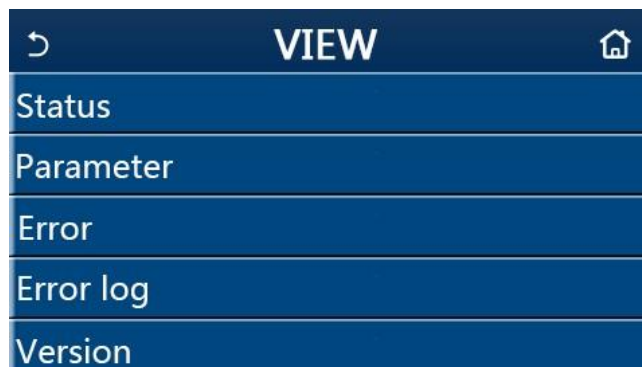 VIEW
Status
Parameter
Error
Error log
Version